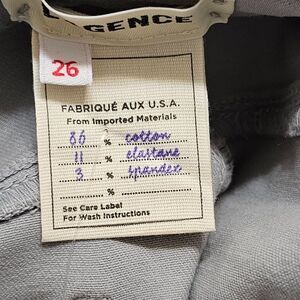 GENCE
26
FABRIQUÉ AUX U.S.A.
From Imported Materials
86 % cotton
11 % elastane
3 % spandex
%
See Care Label
For Wash Instructions